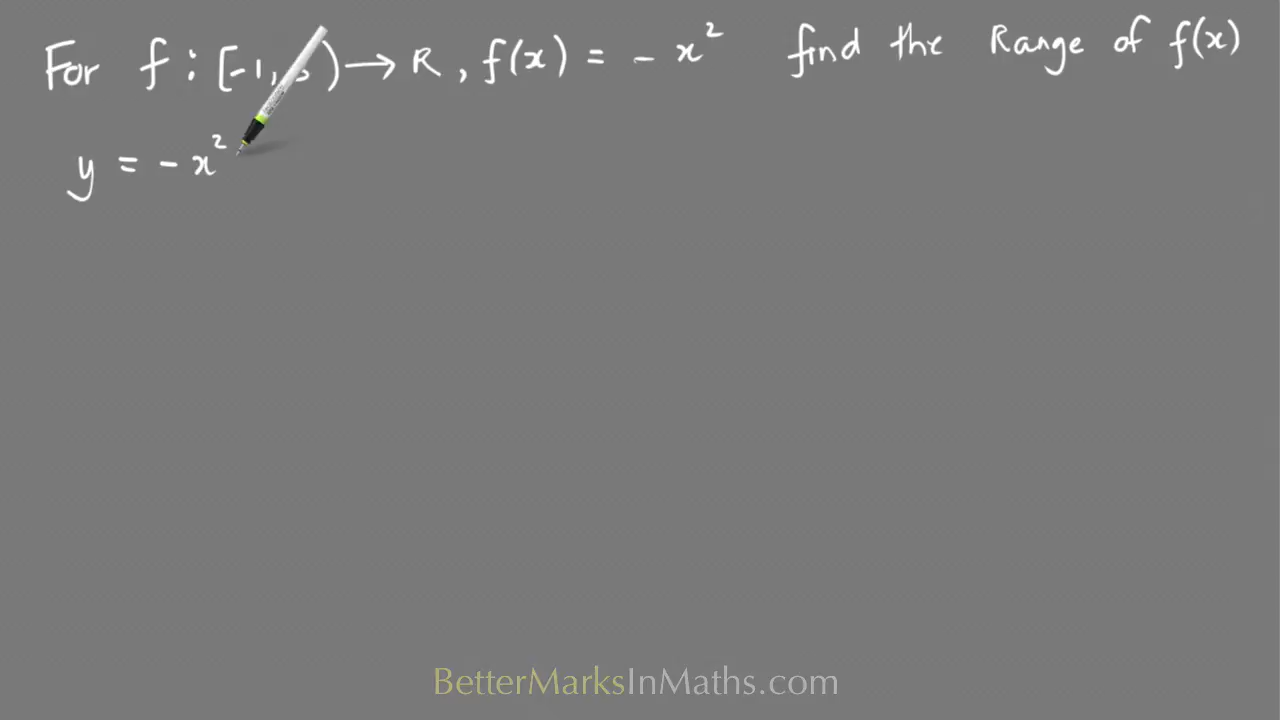 For f : [-1, ) → R , f(x) = - x² find the Range of f(x)
y = - x²
BetterMarksInMaths.com